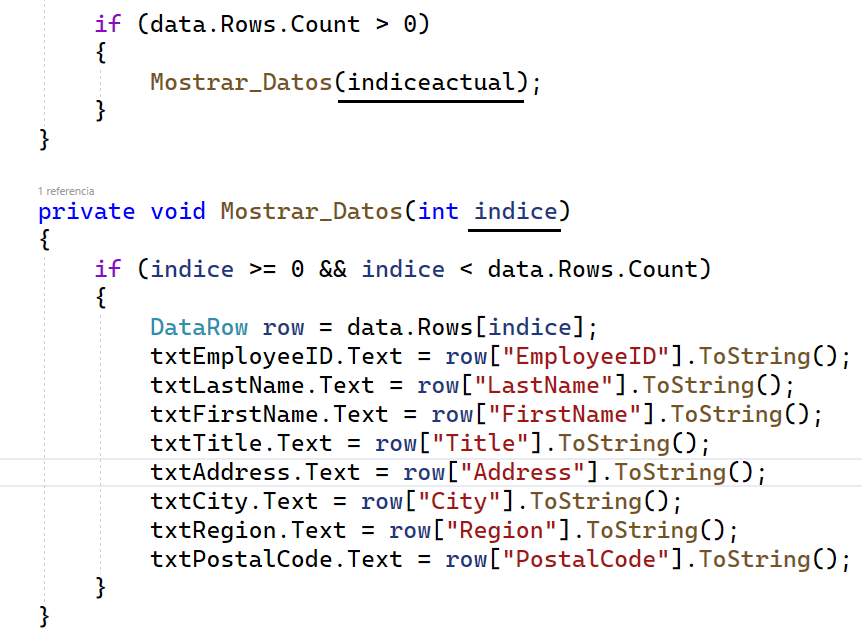 if (data.Rows.Count > 0)
{
Mostrar_Datos(indiceactual);
}
}
1 referencia
private void Mostrar_Datos(int indice)
{
if (indice >= 0 && indice < data.Rows.Count)
{
DataRow row = data.Rows[indice];
txtEmployeeID.Text = row["EmployeeID"].ToString();
txtLastName.Text = row["LastName"].ToString();
txtFirstName.Text = row["FirstName"].ToString();
txtTitle.Text = row["Title"].ToString();
txtAddress.Text = row["Address"].ToString();
txtCity.Text = row["City"].ToString();
txtRegion.Text = row["Region"].ToString();
txtPostalCode.Text = row["PostalCode"].ToString();
}
}